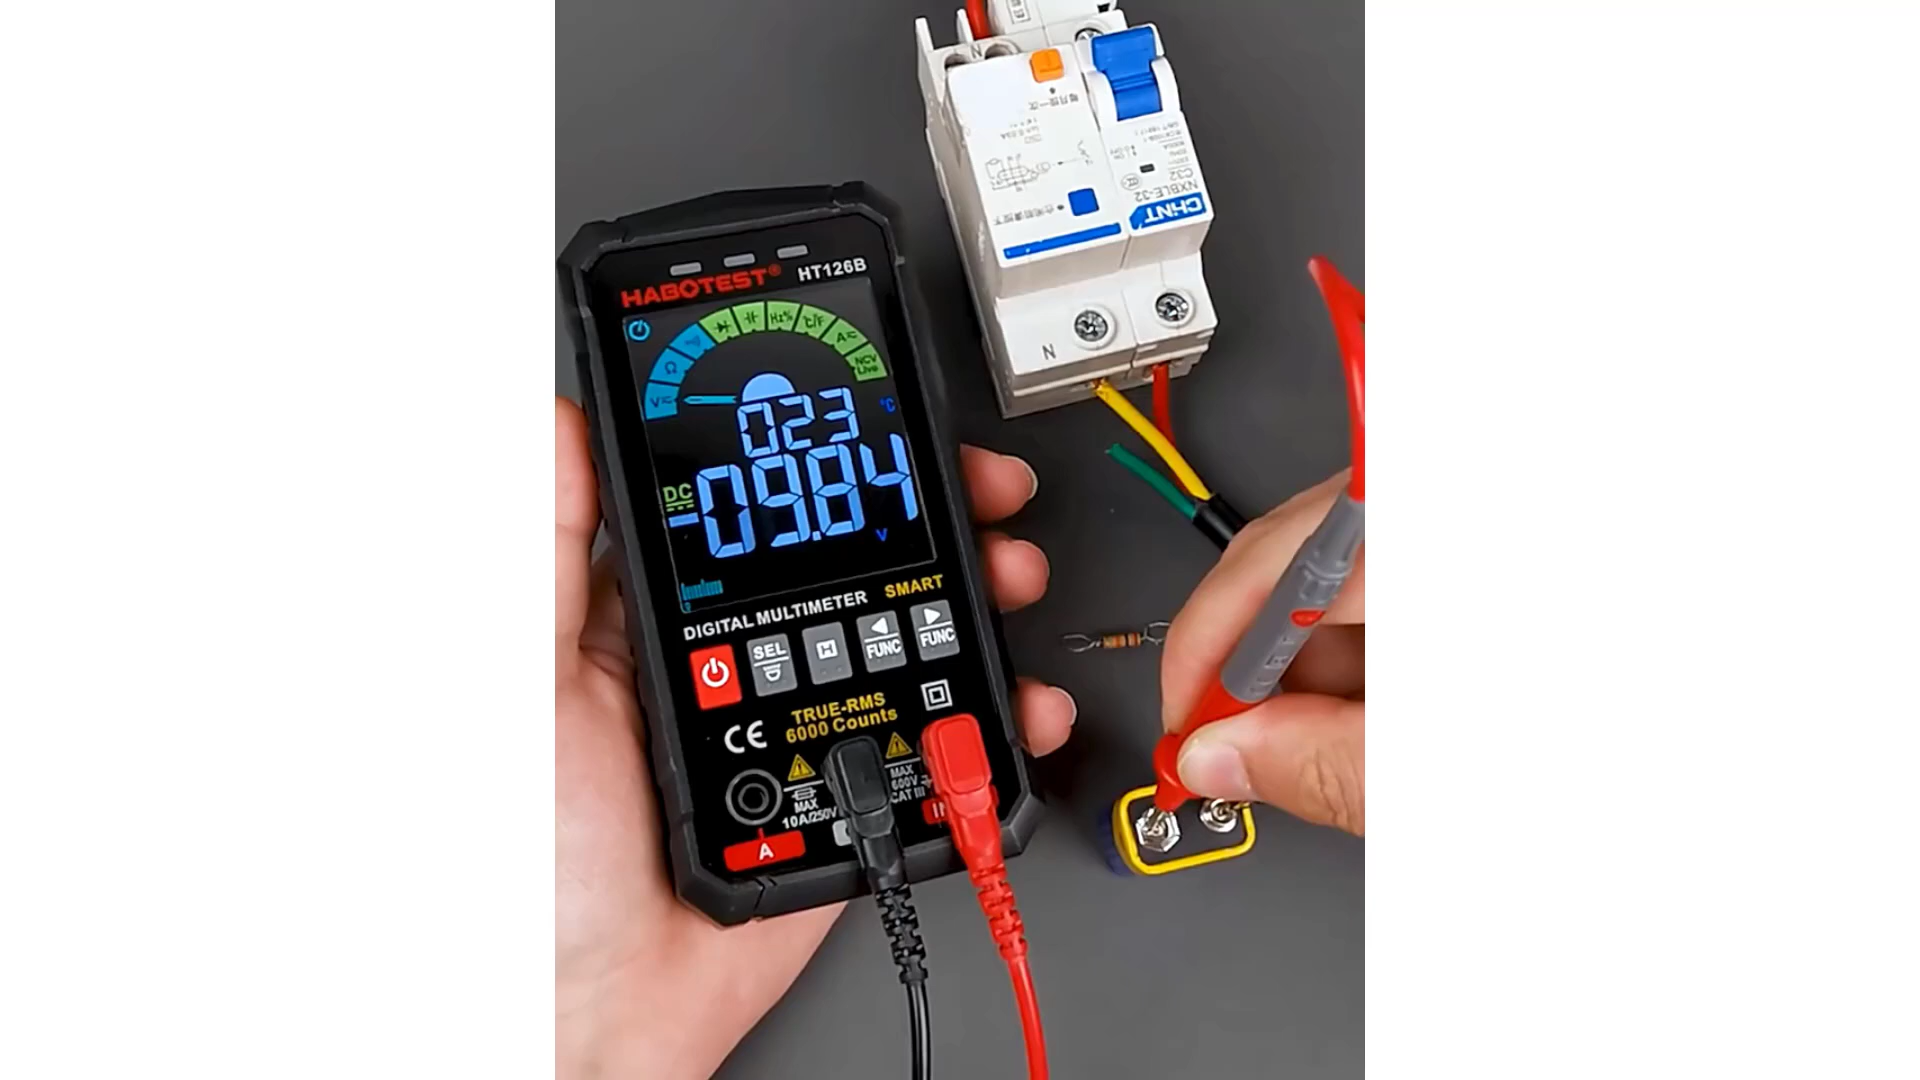 HABOTEST® HT126B
Hz% °C/F A
Ω
V
NCV
Live
023 °C
DC
-09.84
V
DIGITAL MULTIMETER SMART
SEL H FUNC FUNC
TRUE-RMS
6000 Counts
CE
MAX
10A/250V
MAX
600V
CAT III
A
N
N
CHNT
NXBLE-32
C32